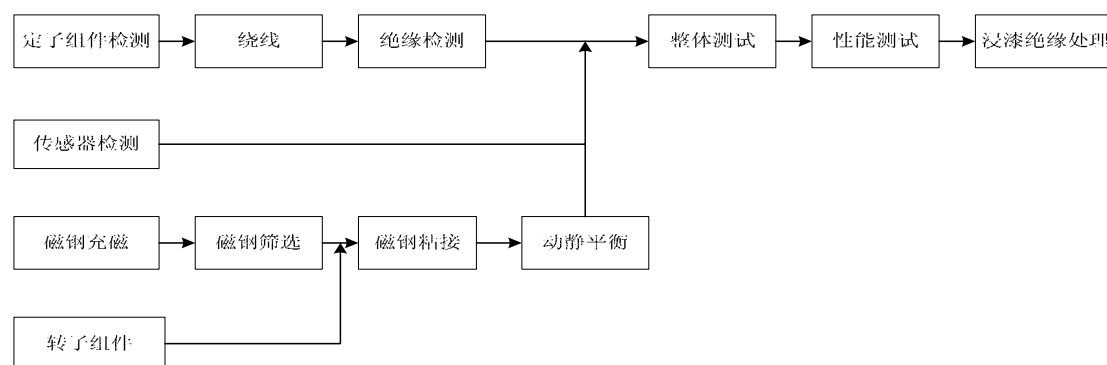 定子组件检测
绕线
绝缘检测
整体测试
性能测试
浸漆绝缘处理
传感器检测
磁钢充磁
磁钢筛选
磁钢粘接
动静平衡
转子组件